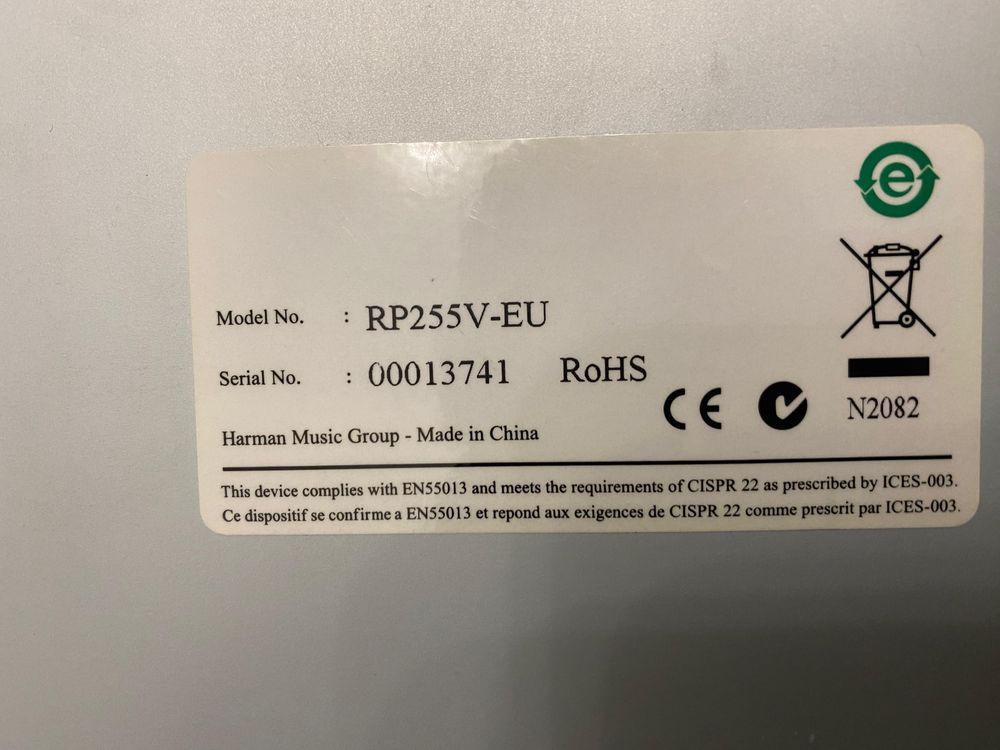 e
Model No. : RP255V-EU
Serial No. : 00013741 RoHS
CE N2082
Harman Music Group - Made in China
This device complies with EN55013 and meets the requirements of CISPR 22 as prescribed by ICES-003.
Ce dispositif se confirme a EN55013 et repond aux exigences de CISPR 22 comme prescrit par ICES-003.